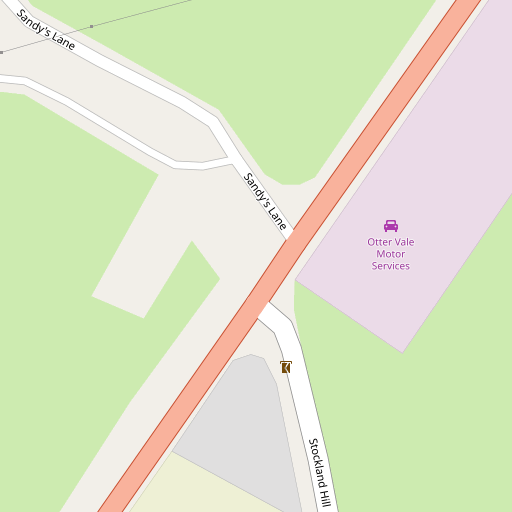 Sandy's Lane
Sandy's Lane
Otter Vale
Motor
Services
Stockland Hill